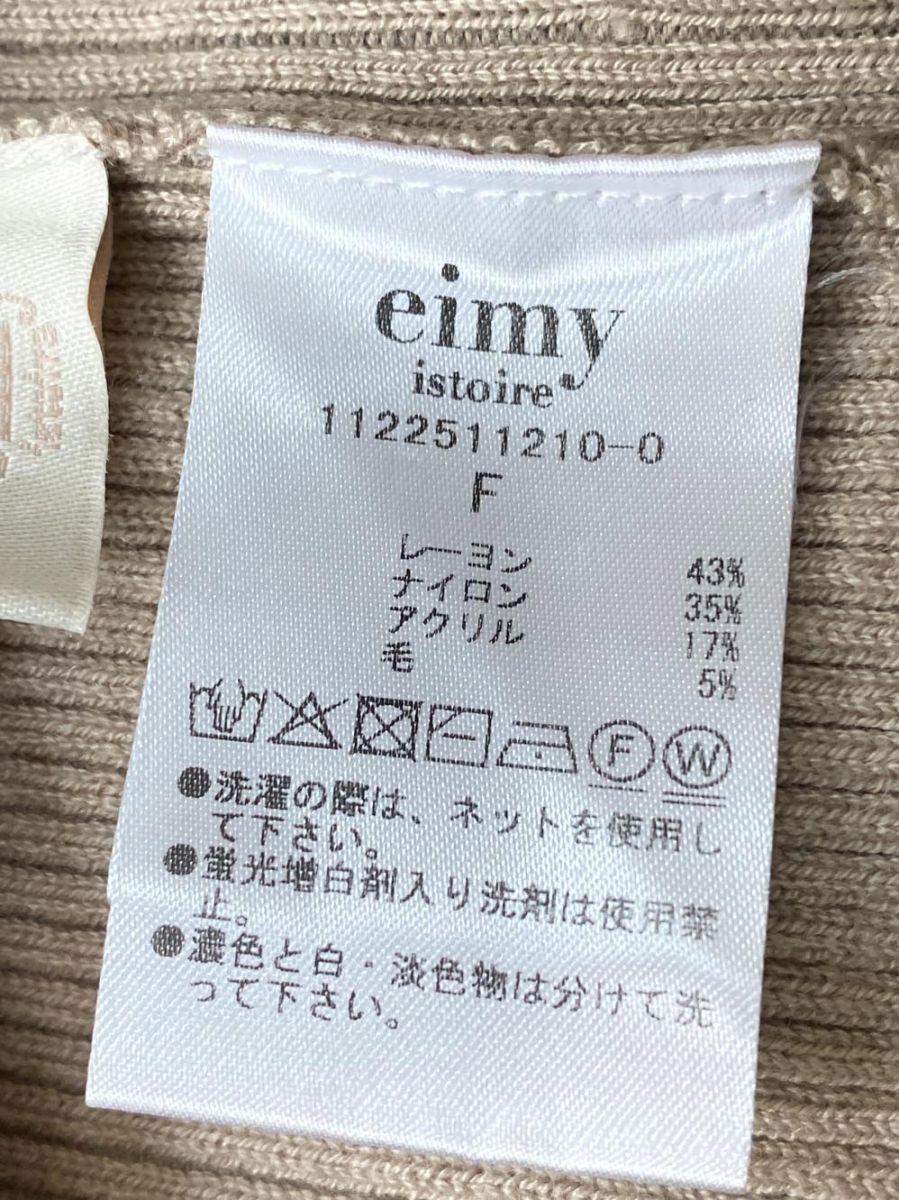 eimy
istoire
1122511210-0
F
レーヨン 43%
ナイロン 35%
アクリル 17%
毛 5%
F W
●洗濯の際は、ネットを使用し
て下さい。
●蛍光増白剤入り洗剤は使用禁
止。
●濃色と白・淡色物は分けて洗
って下さい。